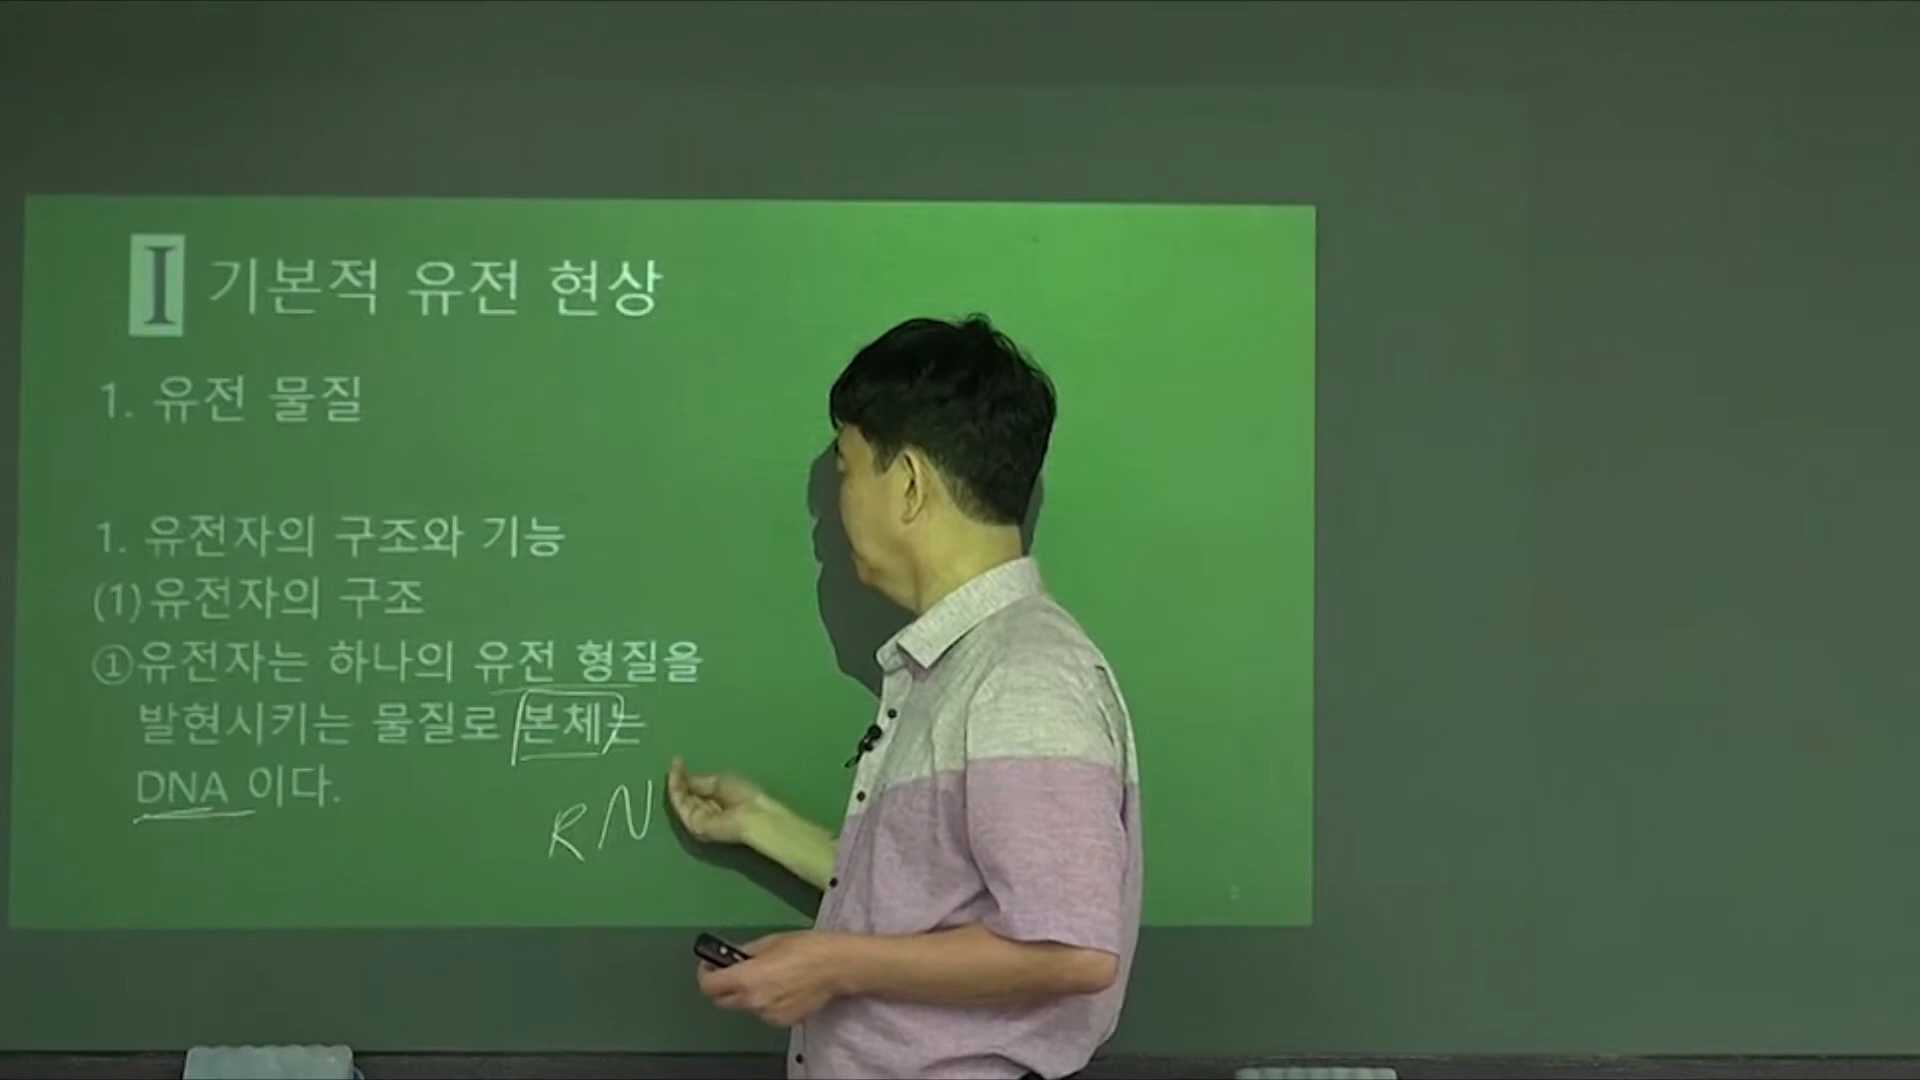 I 기본적 유전 현상
1. 유전 물질
1. 유전자의 구조와 기능
(1)유전자의 구조
①유전자는 하나의 유전 형질을
발현시키는 물질로 본체는
DNA 이다.
RN
2